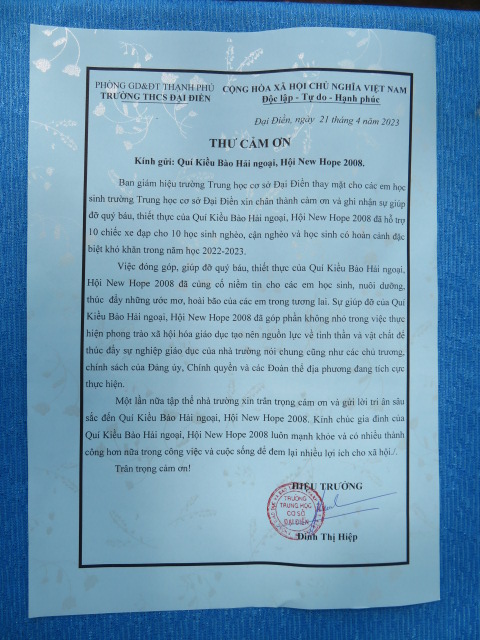 PHÒNG GD&ĐT THẠNH PHÚ CỘNG HÒA XÃ HỘI CHỦ NGHĨA VIỆT NAM
TRƯỜNG THCS ĐẠI ĐIỀN Độc lập - Tự do - Hạnh phúc
Đại Điền, ngày 21 tháng 4 năm 2023
THƯ CẢM ƠN
Kính gửi: Quí Kiều Bào Hải ngoại, Hội New Hope 2008.
Ban giám hiệu trường Trung học cơ sở Đại Điền thay mặt cho các em học
sinh trường Trung học cơ sở Đại Điền xin chân thành cảm ơn và ghi nhận sự giúp
đỡ quý báu, thiết thực của Quí Kiều Bào Hải ngoại, Hội New Hope 2008 đã hỗ trợ
10 chiếc xe đạp cho 10 học sinh nghèo, cận nghèo và học sinh có hoàn cảnh đặc
biệt khó khăn trong năm học 2022-2023.
Việc đóng góp, giúp đỡ quý báu, thiết thực của Quí Kiều Bào Hải ngoại,
Hội New Hope 2008 đã củng cố niềm tin cho các em học sinh, nuôi dưỡng,
thúc đẩy những ước mơ, hoài bão của các em trong tương lai. Sự giúp đỡ của Quí
Kiều Bào Hải ngoại, Hội New Hope 2008 đã góp phần không nhỏ trong việc thực
hiện phong trào xã hội hóa giáo dục tạo nên nguồn lực về tinh thần và vật chất để
thúc đẩy sự nghiệp giáo dục của nhà trường nói chung cũng như các chủ trương,
chính sách của Đảng ủy, Chính quyền và các Đoàn thể địa phương đang tích cực
thực hiện.
Một lần nữa tập thể nhà trường xin trân trọng cảm ơn và gửi lời tri ân sâu
sắc đến Quí Kiều Bào Hải ngoại, Hội New Hope 2008. Kính chúc gia đình của
Quí Kiều Bào Hải ngoại, Hội New Hope 2008 luôn mạnh khỏe và có nhiều thành
công hơn nữa trong công việc và cuộc sống để đem lại nhiều lợi ích cho xã hội./.
Trân trọng cảm ơn!
HIỆU TRƯỞNG
TRƯỜNG
TRUNG HỌC
CƠ SỞ
ĐẠI ĐIỀN
Đinh Thị Hiệp